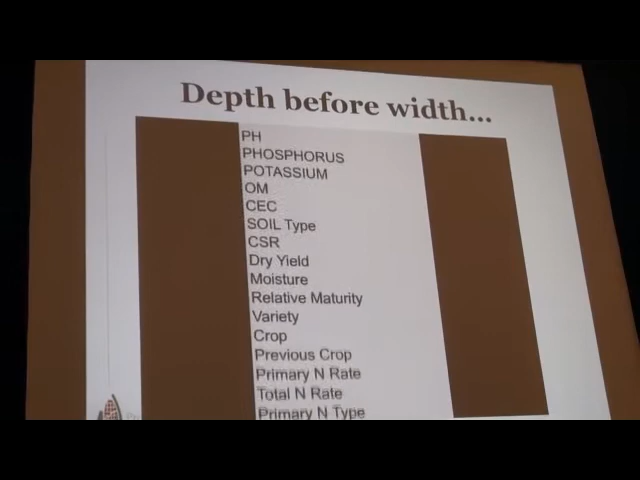 Depth before width...
PH
PHOSPHORUS
POTASSIUM
OM
CEC
SOIL Type
CSR
Dry Yield
Moisture
Relative Maturity
Variety
Crop
Previous Crop
Primary N Rate
Total N Rate
Primary N Type